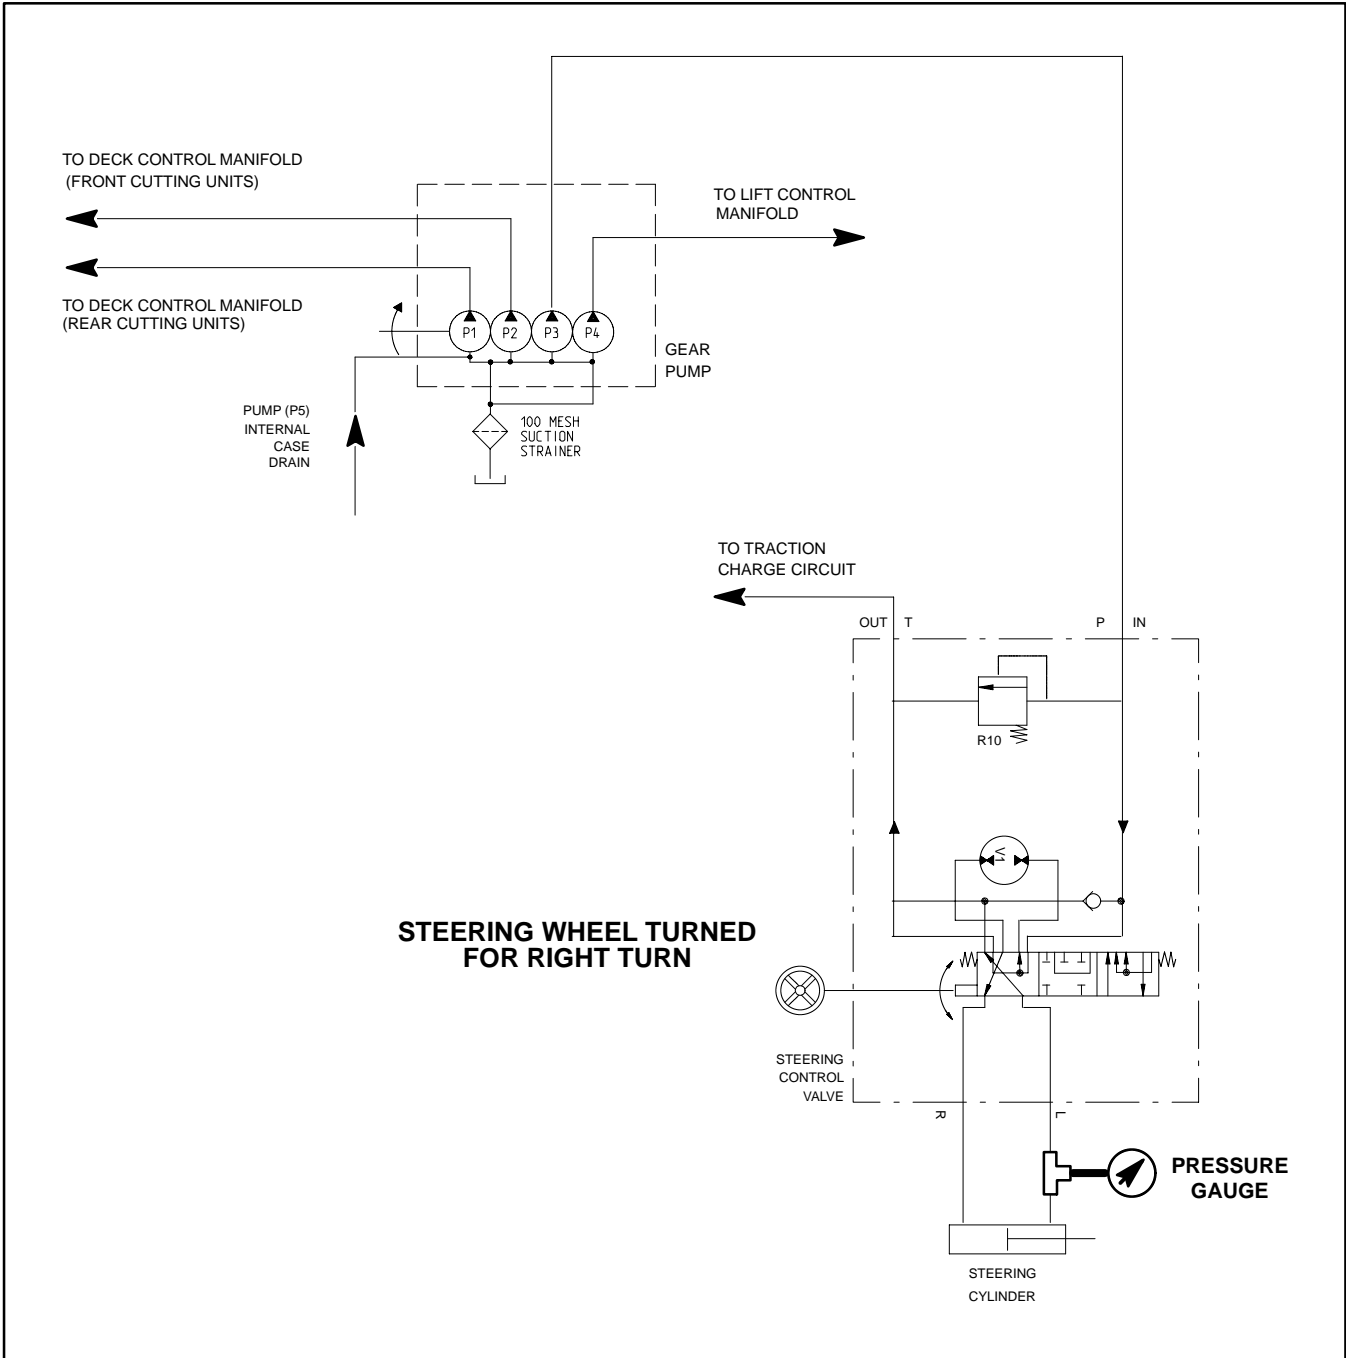 TO DECK CONTROL MANIFOLD
(FRONT CUTTING UNITS)
TO LIFT CONTROL
MANIFOLD
TO DECK CONTROL MANIFOLD
(REAR CUTTING UNITS)
P1 P2 P3 P4
GEAR
PUMP
PUMP (P5)
INTERNAL
CASE
DRAIN
100 MESH
SUCTION
STRAINER
TO TRACTION
CHARGE CIRCUIT
OUT T P IN
R10
V1
STEERING WHEEL TURNED
FOR RIGHT TURN
STEERING
CONTROL
VALVE
R L
PRESSURE
GAUGE
STEERING
CYLINDER